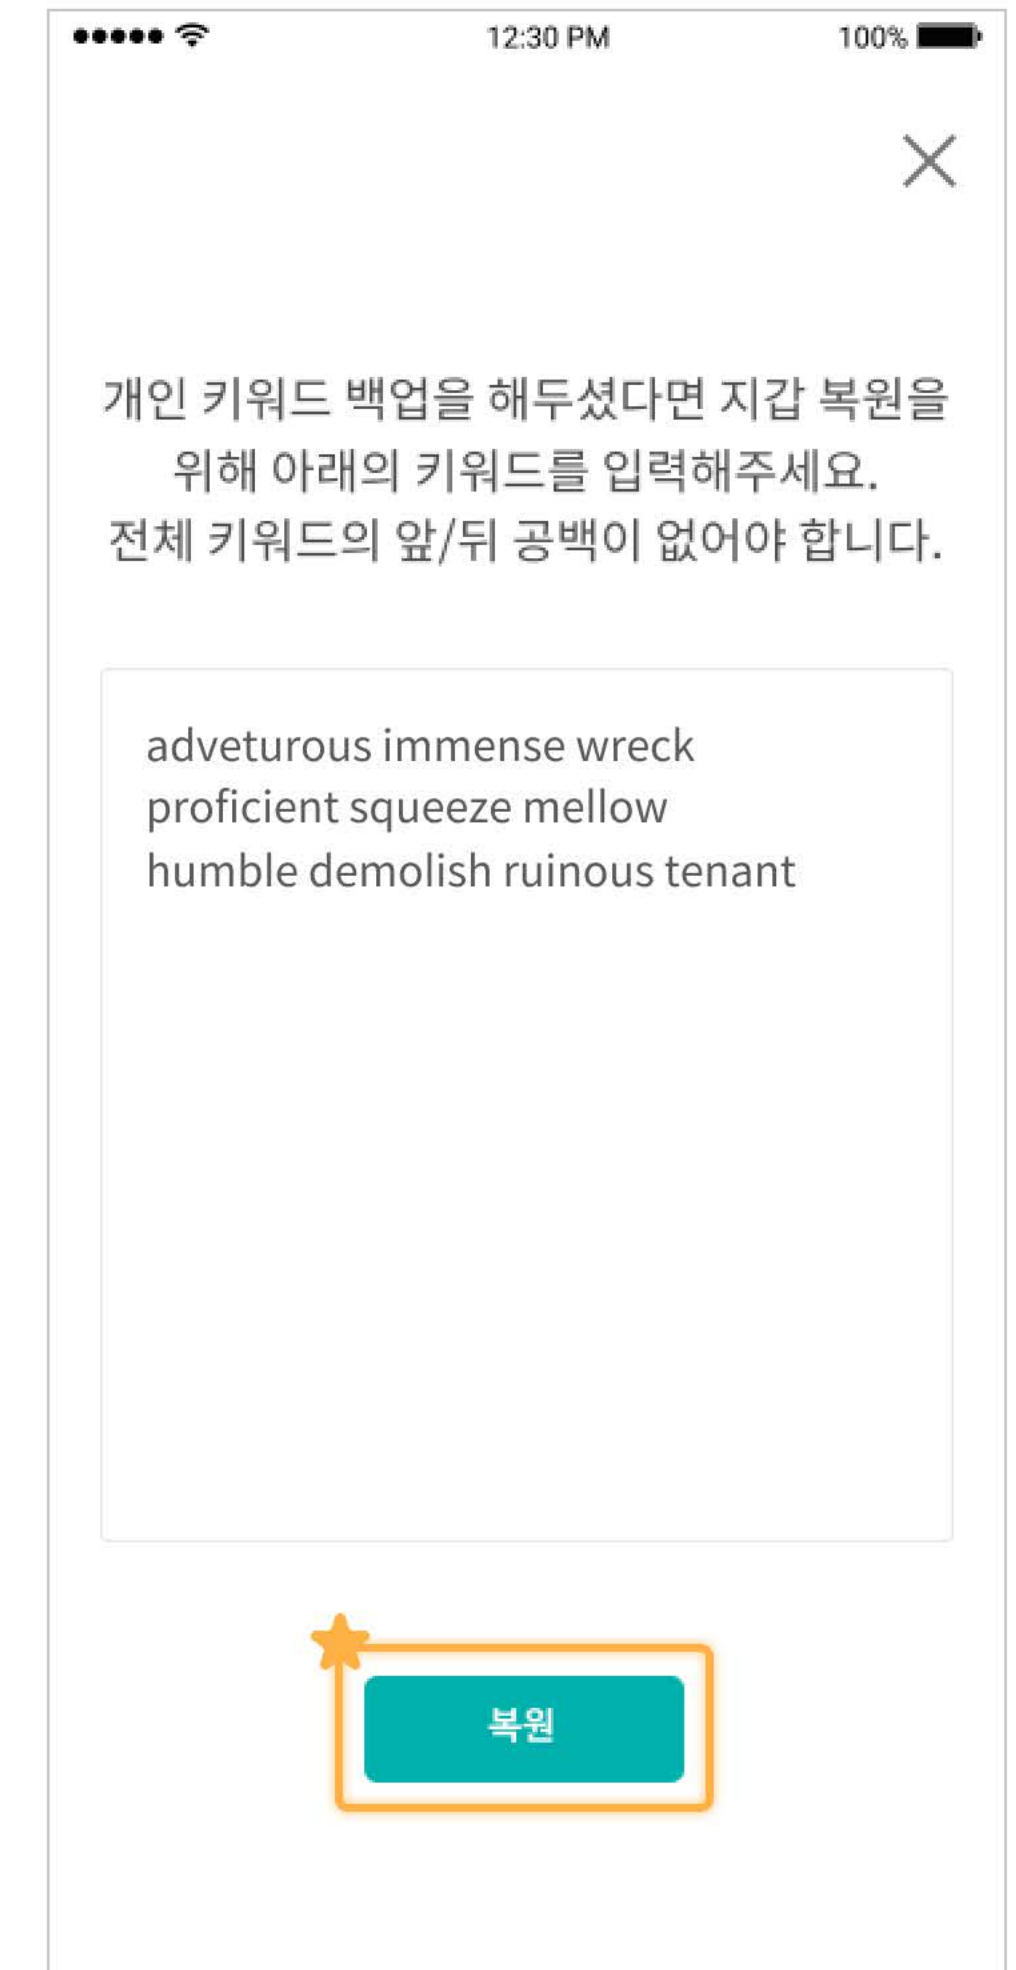 12:30 PM
100%
개인 키워드 백업을 해두셨다면 지갑 복원을
위해 아래의 키워드를 입력해주세요.
전체 키워드의 앞/뒤 공백이 없어야 합니다.
adveturous immense wreck
proficient squeeze mellow
humble demolish ruinous tenant
복원